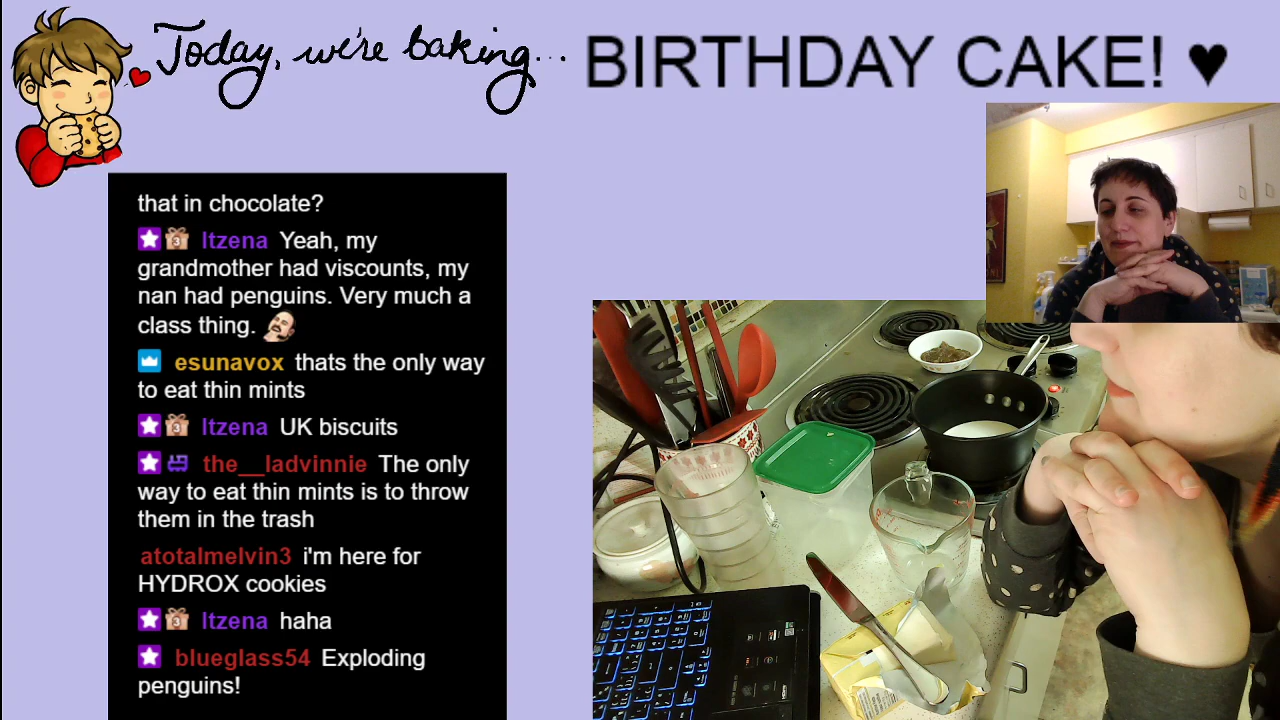 Today, we're baking... BIRTHDAY CAKE! ♥
that in chocolate?
Itzena Yeah, my
grandmother had viscounts, my
nan had penguins. Very much a
class thing.
esunavox thats the only way
to eat thin mints
Itzena UK biscuits
the__ladvinnie The only
way to eat thin mints is to throw
them in the trash
atotalmelvin3 i'm here for
HYDROX cookies
Itzena haha
blueglass54 Exploding
penguins!